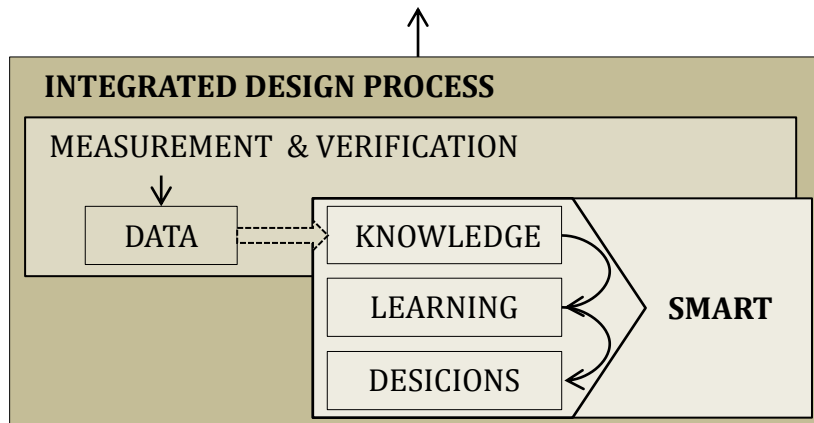 INTEGRATED DESIGN PROCESS
MEASUREMENT & VERIFICATION
DATA
KNOWLEDGE
LEARNING
SMART
DESICIONS